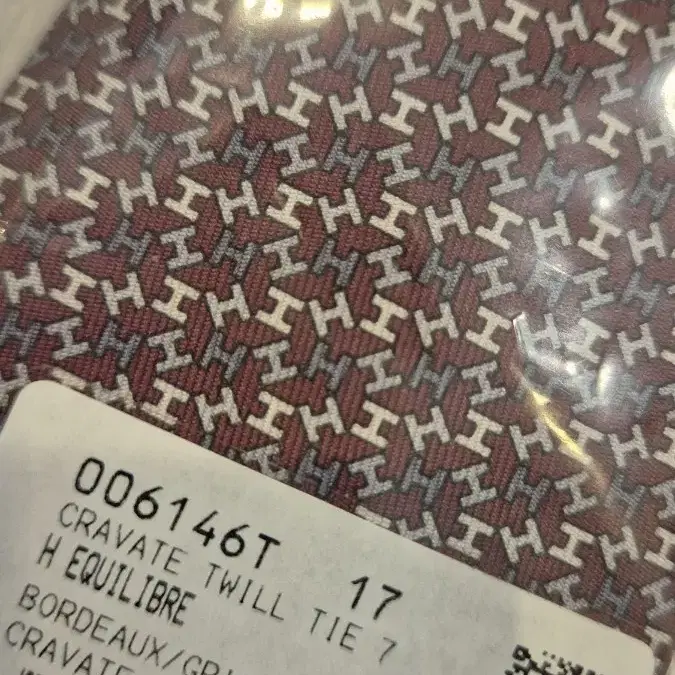 006146T 17
CRAVATE TWILL TIE 7
H EQUILIBRE
BORDEAUX/GRI
CRAVATE